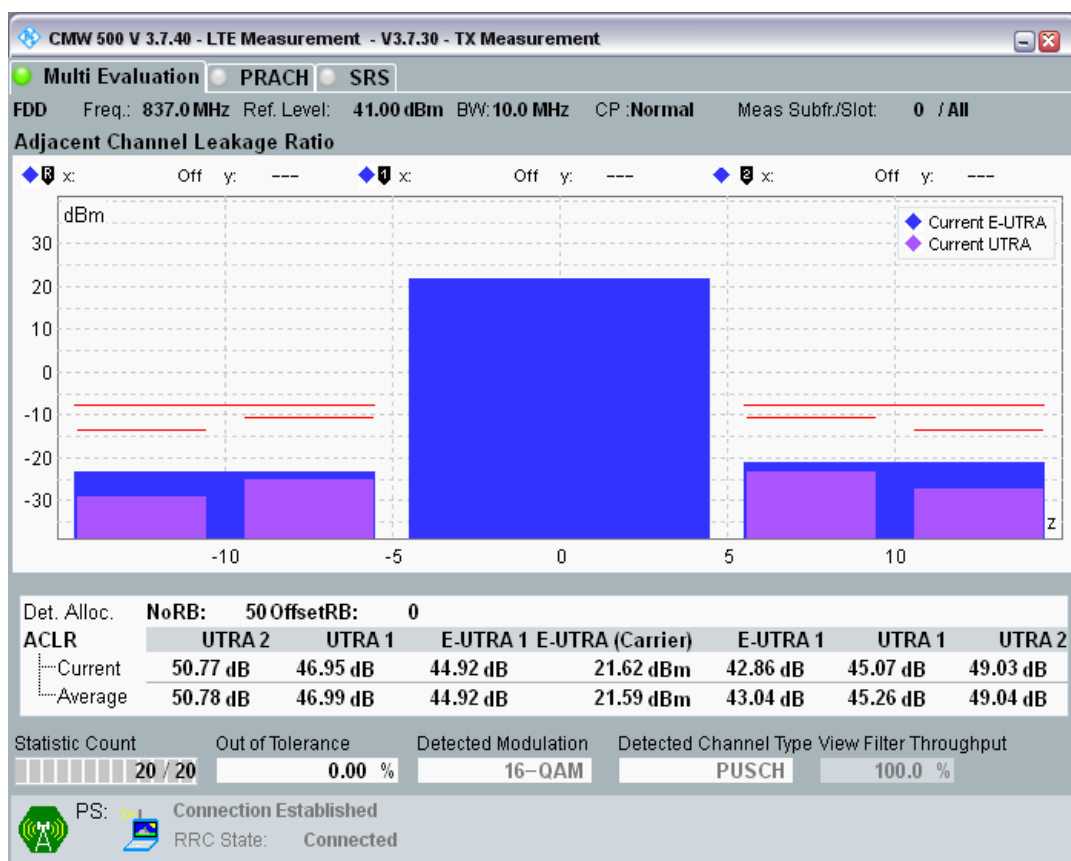 CMW 500 V 3.7.40 - LTE Measurement - V3.7.30 - TX Measurement
Multi Evaluation PRACH SRS
FDD Freq.: 837.0 MHz Ref. Level: 41.00 dBm BW: 10.0 MHz CP :Normal Meas Subfr./Slot: 0 / All
Adjacent Channel Leakage Ratio
R x: Off y: --- 1 x: Off y: --- 2 x: Off y: ---
dBm
Current E-UTRA
Current UTRA
30
20
10
0
-10
-20
-30
z
-10 -5 0 5 10
Det. Alloc. NoRB: 50 OffsetRB: 0
ACLR UTRA 2 UTRA 1 E-UTRA 1 E-UTRA (Carrier) E-UTRA 1 UTRA 1 UTRA 2
Current 50.77 dB 46.95 dB 44.92 dB 21.62 dBm 42.86 dB 45.07 dB 49.03 dB
Average 50.78 dB 46.99 dB 44.92 dB 21.59 dBm 43.04 dB 45.26 dB 49.04 dB
Statistic Count Out of Tolerance Detected Modulation Detected Channel Type View Filter Throughput
20 / 20 0.00 % 16-QAM PUSCH 100.0 %
PS: Connection Established
RRC State: Connected